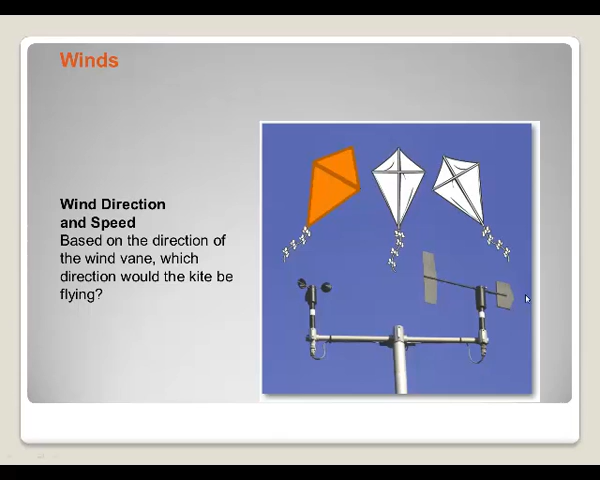 Winds
Wind Direction
and Speed
Based on the direction of
the wind vane, which
direction would the kite be
flying?